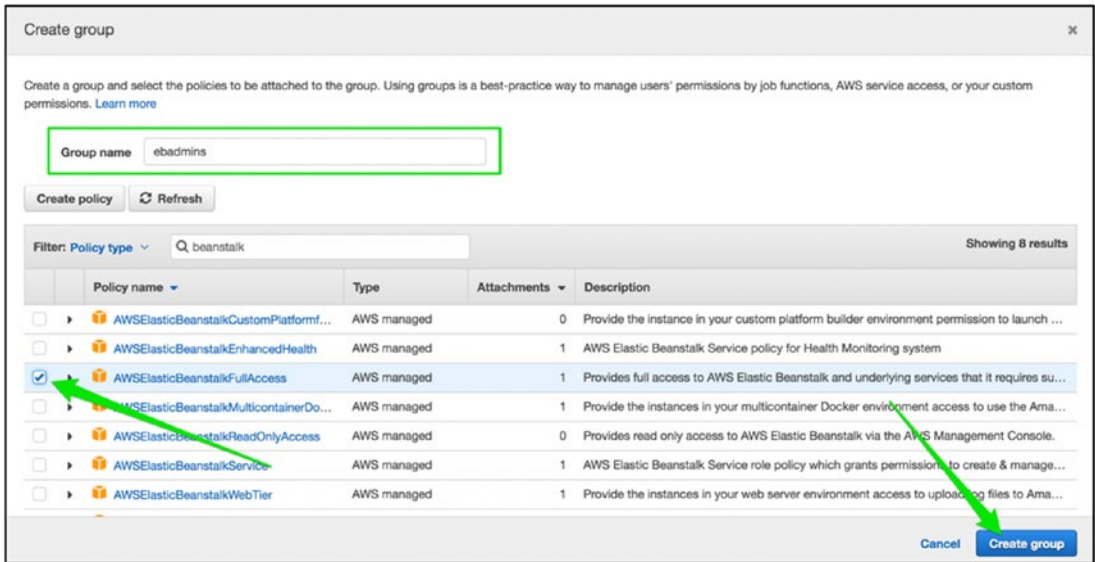 Create group
Create a group and select the policies to be attached to the group. Using groups is a best-practice way to manage users' permissions by job functions, AWS service access, or your custom
permissions. Learn more
Group name ebadmins
Create policy Refresh
Filter: Policy type beanstalk Showing 8 results
Policy name Type Attachments Description
AWSElasticBeanstalkCustomPlatformf... AWS managed 0 Provide the instance in your custom platform builder environment permission to launch ...
AWSElasticBeanstalkEnhancedHealth AWS managed 1 AWS Elastic Beanstalk Service policy for Health Monitoring system
AWSElasticBeanstalkFullAccess AWS managed 1 Provides full access to AWS Elastic Beanstalk and underlying services that it requires su...
AWSElasticBeanstalkMulticontainerDo... AWS managed 1 Provide the instances in your multicontainer Docker environment access to use the Ama...
AWSElasticBeanstalkReadOnlyAccess AWS managed 0 Provides read only access to AWS Elastic Beanstalk via the AWS Management Console.
AWSElasticBeanstalkService AWS managed 1 AWS Elastic Beanstalk Service role policy which grants permissions to create & manage...
AWSElasticBeanstalkWebTier AWS managed 1 Provide the instances in your web server environment access to upload log files to Ama...
Cancel Create group